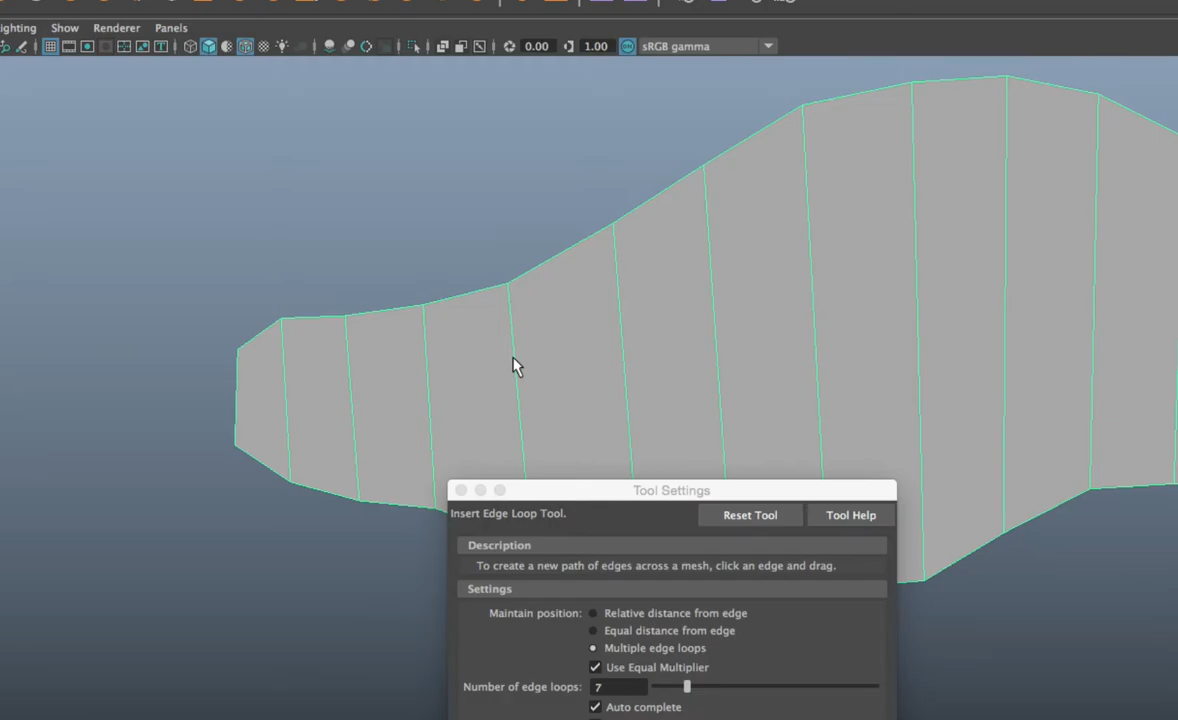 ighting Show Renderer Panels
0.00 1.00 ON sRGB gamma
Tool Settings
Insert Edge Loop Tool.
Reset Tool Tool Help
Description
To create a new path of edges across a mesh, click an edge and drag.
Settings
Maintain position: Relative distance from edge
Equal distance from edge
Multiple edge loops
Use Equal Multiplier
Number of edge loops: 7
Auto complete